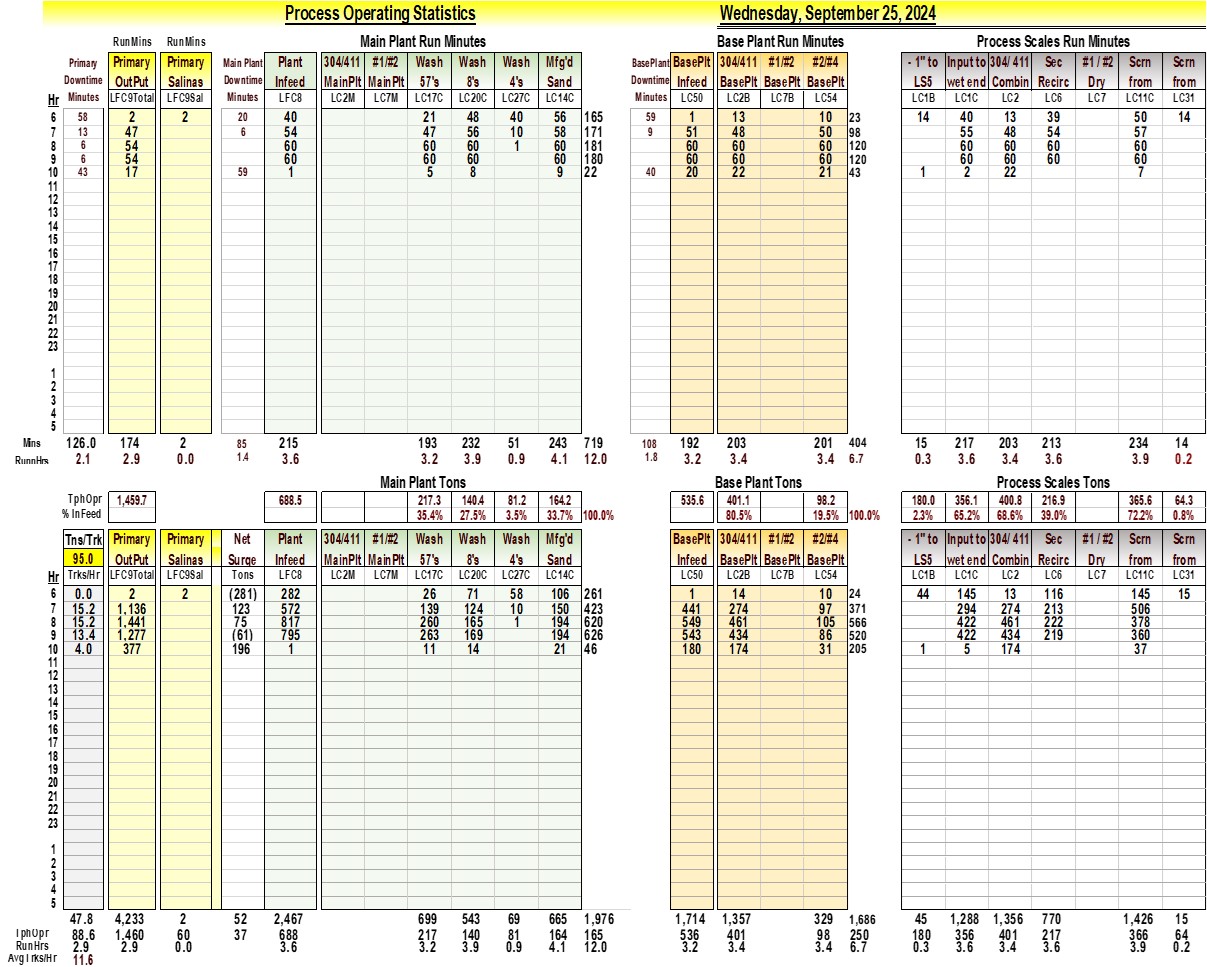 Process Operating Statistics Wednesday, September 25, 2024
RunMins RunMins Main Plant Run Minutes Base Plant Run Minutes Process Scales Run Minutes
Primary Primary Primary Main Plant Plant 304/411 #1/#2 Wash Wash Wash Mfg'd BasePlant BasePlt 304/411 #1/#2 #2/#4 - 1" to Input to 304/ 411 Sec #1 / #2 Scrn Scrn
Downtime OutPut Salinas Downtime Infeed MainPlt MainPlt 57's 8's 4's Sand Downtime Infeed BasePlt BasePlt BasePlt LS5 wet end Combin Recirc Dry from from
Hr Minutes LFC9Total LFC9Sal Minutes LFC8 LC2M LC7M LC17C LC20C LC27C LC14C Minutes LC50 LC2B LC7B LC54 LC1B LC1C LC2 LC6 LC7 LC11C LC31
6 58 2 2 20 40 21 48 40 56 165 59 1 13 10 23 14 40 13 39 50 14
7 13 47 6 54 47 56 10 58 171 9 51 48 50 98 55 48 54 57
8 6 54 60 60 60 1 60 181 60 60 60 120 60 60 60 60
9 6 54 60 60 60 60 180 60 60 60 120 60 60 60 60
10 43 17 59 1 5 8 9 22 40 20 22 21 43 1 2 22 7
11
12
13
14
15
16
17
18
19
20
21
22
23
1
2
3
4
5
Mins 126.0 174 2 85 215 193 232 51 243 719 108 192 203 201 404 15 217 203 213 234 14
RunnHrs 2.1 2.9 0.0 1.4 3.6 3.2 3.9 0.9 4.1 12.0 1.8 3.2 3.4 3.4 6.7 0.3 3.6 3.4 3.6 3.9 0.2
Main Plant Tons Base Plant Tons Process Scales Tons
TphOpr 1,459.7 688.5 217.3 140.4 81.2 164.2 535.6 401.1 98.2 180.0 356.1 400.8 216.9 365.6 64.3
% InFeed 35.4% 27.5% 3.5% 33.7% 100.0% 80.5% 19.5% 100.0% 2.3% 65.2% 68.6% 39.0% 72.2% 0.8%
Tns/Trk Primary Primary Net Plant 304/411 #1/#2 Wash Wash Wash Mfg'd BasePlt 304/411 #1/#2 #2/#4 - 1" to Input to 304/ 411 Sec #1 / #2 Scrn Scrn
95.0 OutPut Salinas Surge Infeed MainPlt MainPlt 57's 8's 4's Sand Infeed BasePlt BasePlt BasePlt LS5 wet end Combin Recirc Dry from from
Hr Trks/Hr LFC9Total LFC9Sal Tons LFC8 LC2M LC7M LC17C LC20C LC27C LC14C LC50 LC2B LC7B LC54 LC1B LC1C LC2 LC6 LC7 LC11C LC31
6 0.0 2 2 (281) 282 26 71 58 106 261 1 14 10 24 44 145 13 116 145 15
7 15.2 1,136 123 572 139 124 10 150 423 441 274 97 371 294 274 213 506
8 15.2 1,441 75 817 260 165 1 194 620 549 461 105 566 422 461 222 378
9 13.4 1,277 (61) 795 263 169 194 626 543 434 86 520 422 434 219 360
10 4.0 377 196 1 11 14 21 46 180 174 31 205 1 5 174 37
11
12
13
14
15
16
17
18
19
20
21
22
23
1
2
3
4
5
47.8 4,233 2 52 2,467 699 543 69 665 1,976 1,714 1,357 329 1,686 45 1,288 1,356 770 1,426 15
TphOpr 88.6 1,460 60 37 688 217 140 81 164 165 536 401 98 250 180 356 401 217 366 64
RunHrs 2.9 2.9 0.0 3.6 3.2 3.9 0.9 4.1 12.0 3.2 3.4 3.4 6.7 0.3 3.6 3.4 3.6 3.9 0.2
AvgTrks/Hr 11.6